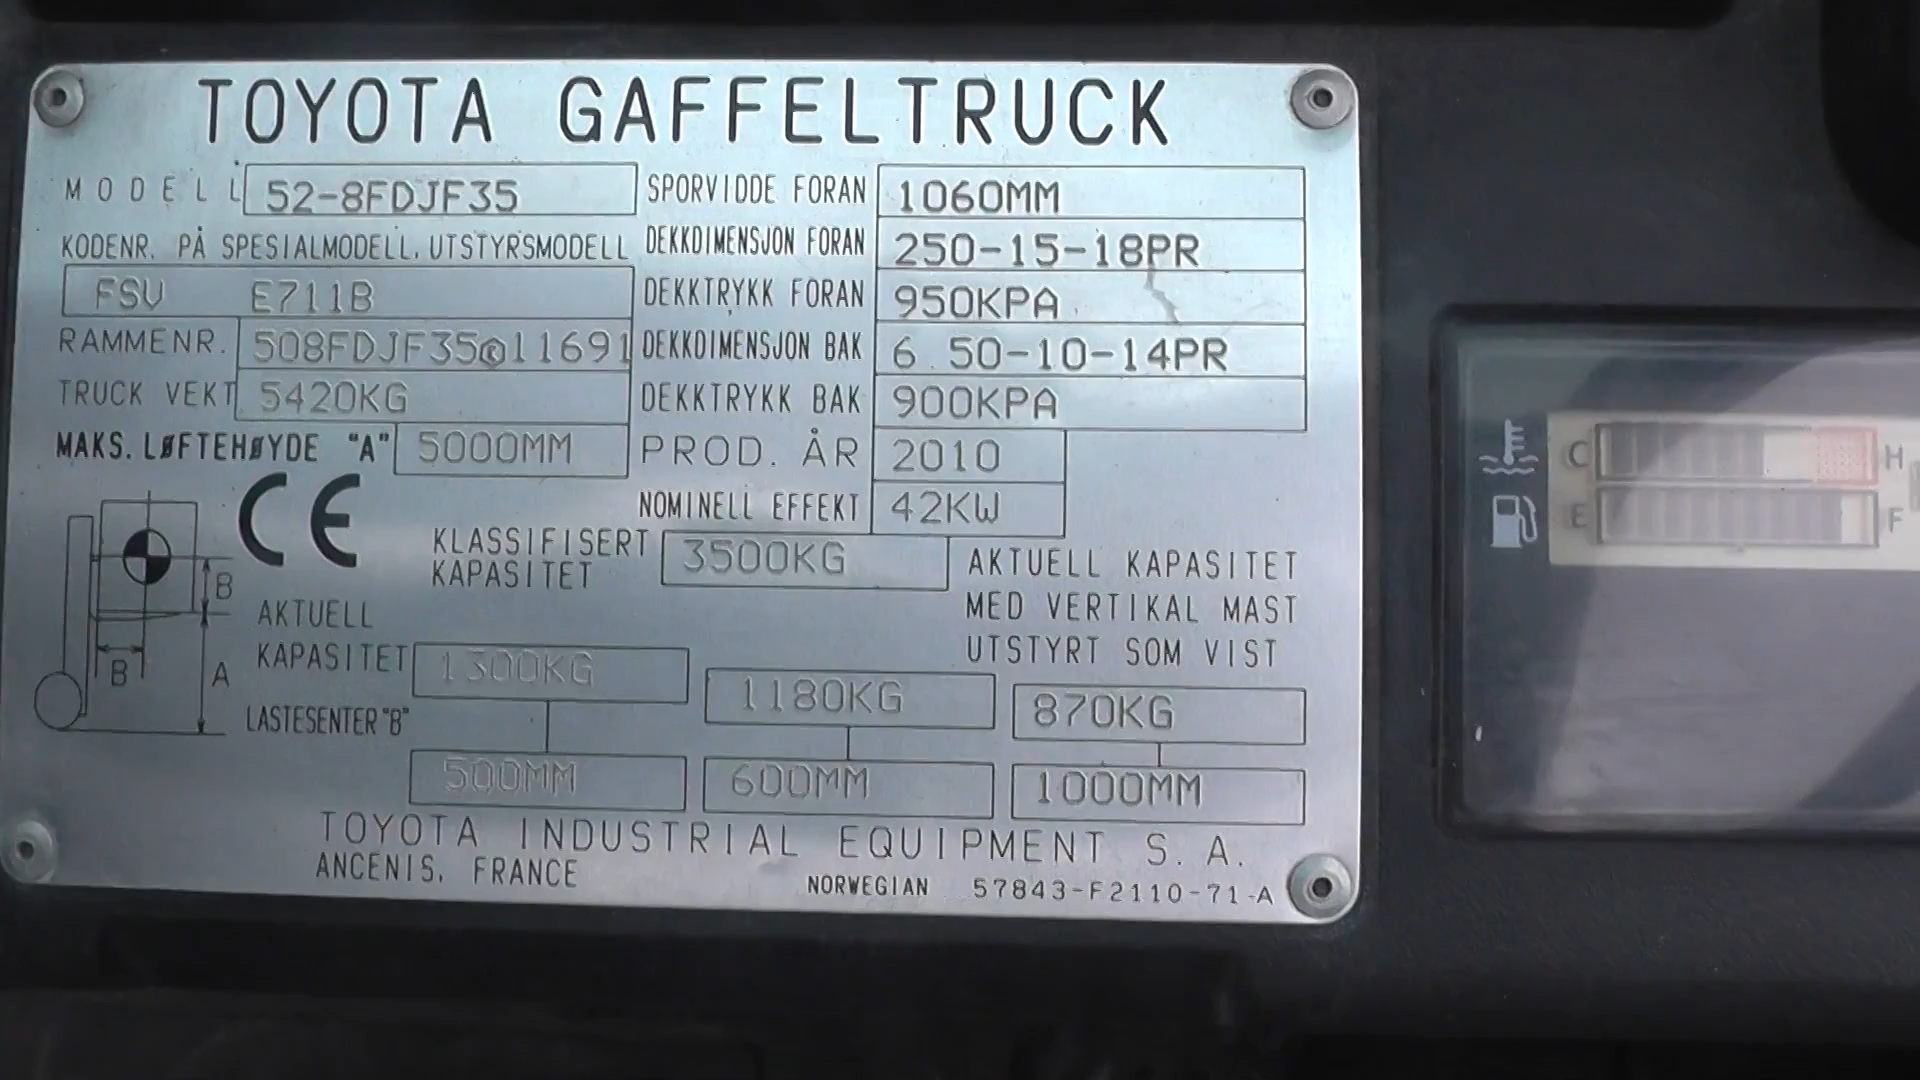 TOYOTA GAFFELTRUCK
MODELL 52-8FDJF35
KODENR. PÅ SPESIALMODELL, UTSTYRSMODELL
FSV E711B
RAMMENR. 508FDJF35@11691
TRUCK VEKT 5420KG
MAKS. LØFTEHØYDE "A" 5000MM
SPORVIDDE FORAN 1060MM
DEKKDIMENSJON FORAN 250-15-18PR
DEKKTRYKK FORAN 950KPA
DEKKDIMENSJON BAK 6.50-10-14PR
DEKKTRYKK BAK 900KPA
PROD. ÅR 2010
NOMINELL EFFEKT 42KW
CE
KLASSIFISERT
KAPASITET
3500KG
AKTUELL KAPASITET
MED VERTIKAL MAST
UTSTYRT SOM VIST
B
B
A
AKTUELL
KAPASITET 1300KG 1180KG 870KG
LASTESENTER "B"
500MM 600MM 1000MM
TOYOTA INDUSTRIAL EQUIPMENT S.A.
ANCENIS, FRANCE
NORWEGIAN 57843-F2110-71-A
C H
E F